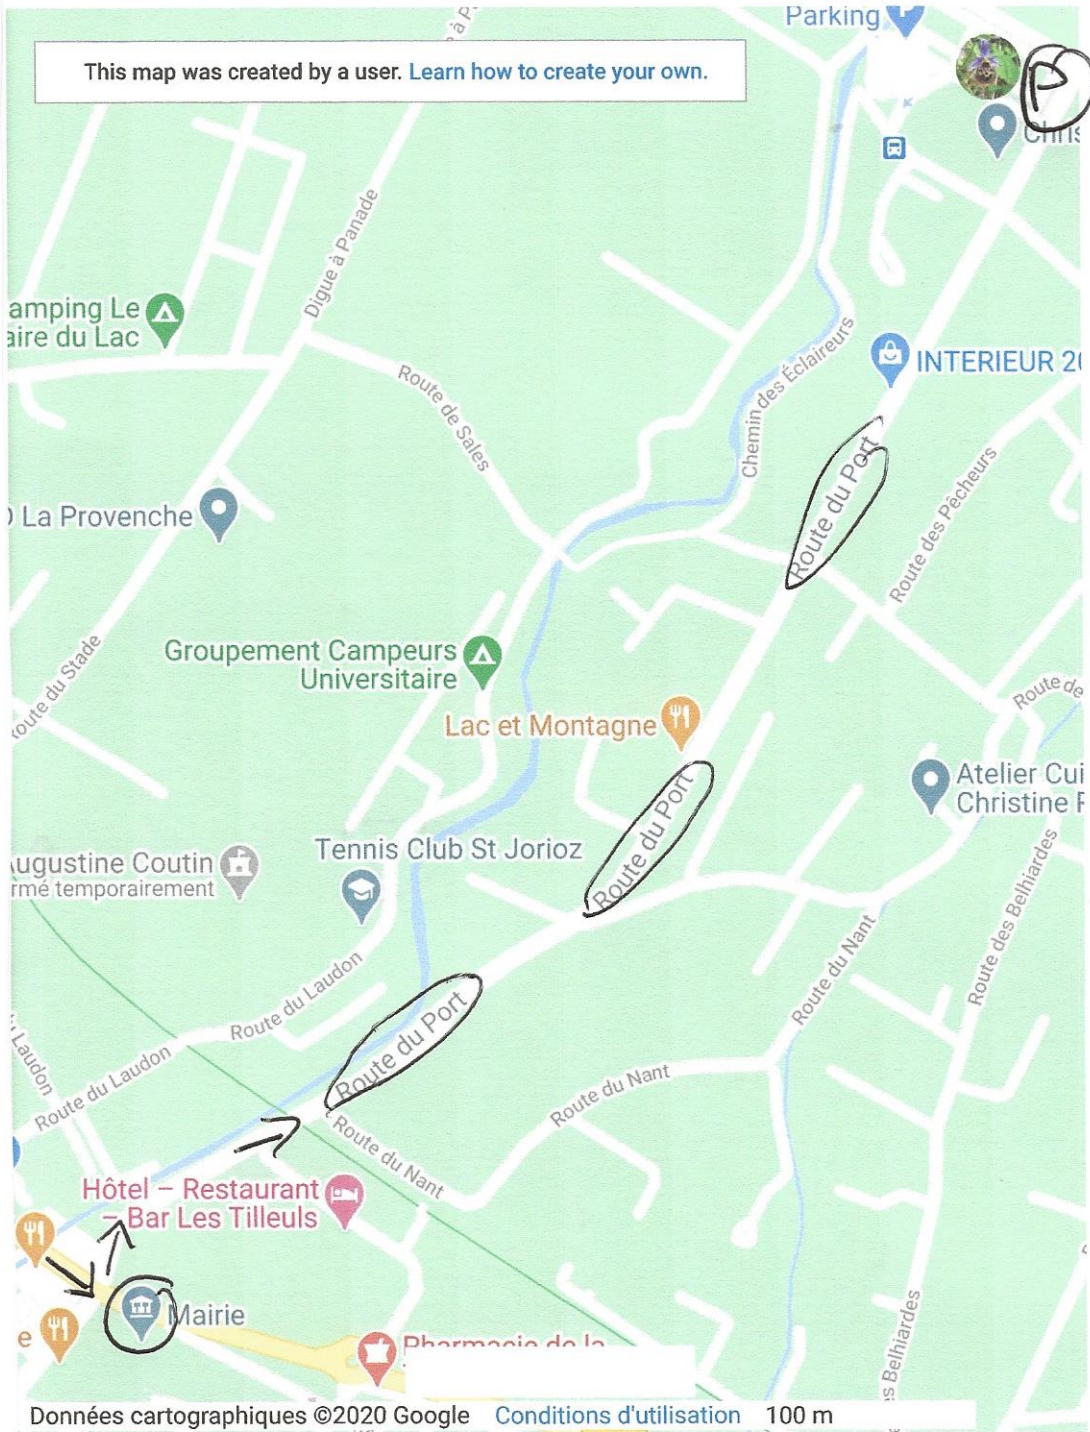 Parking
P
This map was created by a user. Learn how to create your own.
P
Chris
Digue à Panade
amping Le
aire du Lac
Chemin des Éclaireurs
INTERIEUR 20
Route de Sales
Route du Port
Route des Pêcheurs
La Provenche
Groupement Campeurs
Universitaire
oute du Stade
Route de
Lac et Montagne
Atelier Cui
Christine
Route du Port
Augustine Coutin
rmé temporairement
Tennis Club St Jorioz
Route des Belhiardes
Route du Nant
Route du Laudon
Route du Port
Laudon
Route du Laudon
Route du Nant
Route du Nant
Hôtel – Restaurant
– Bar Les Tilleuls
Mairie
e
Pharmacie de la
es Belhiardes
Données cartographiques ©2020 Google Conditions d'utilisation 100 m